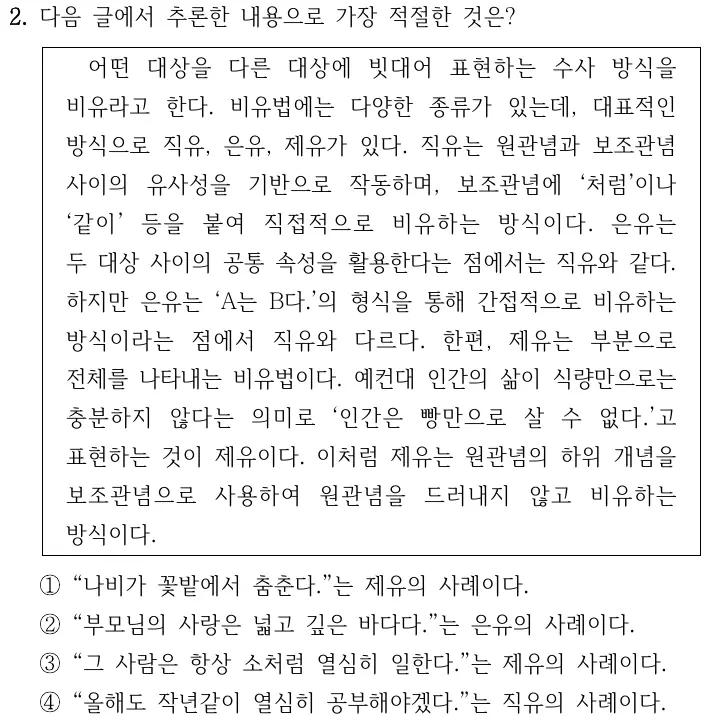 2. 다음 글에서 추론한 내용으로 가장 적절한 것은?
어떤 대상을 다른 대상에 빗대어 표현하는 수사 방식을
비유라고 한다. 비유법에는 다양한 종류가 있는데, 대표적인
방식으로 직유, 은유, 제유가 있다. 직유는 원관념과 보조관념
사이의 유사성을 기반으로 작동하며, 보조관념에 ‘처럼’이나
‘같이’ 등을 붙여 직접적으로 비유하는 방식이다. 은유는
두 대상 사이의 공통 속성을 활용한다는 점에서는 직유와 같다.
하지만 은유는 ‘A는 B다.’의 형식을 통해 간접적으로 비유하는
방식이라는 점에서 직유와 다르다. 한편, 제유는 부분으로
전체를 나타내는 비유법이다. 예컨대 인간의 삶이 식량만으로는
충분하지 않다는 의미로 ‘인간은 빵만으로 살 수 없다.’고
표현하는 것이 제유이다. 이처럼 제유는 원관념의 하위 개념을
보조관념으로 사용하여 원관념을 드러내지 않고 비유하는
방식이다.
① “나비가 꽃밭에서 춤춘다.”는 제유의 사례이다.
② “부모님의 사랑은 넓고 깊은 바다다.”는 은유의 사례이다.
③ “그 사람은 항상 소처럼 열심히 일한다.”는 제유의 사례이다.
④ “올해도 작년같이 열심히 공부해야겠다.”는 직유의 사례이다.